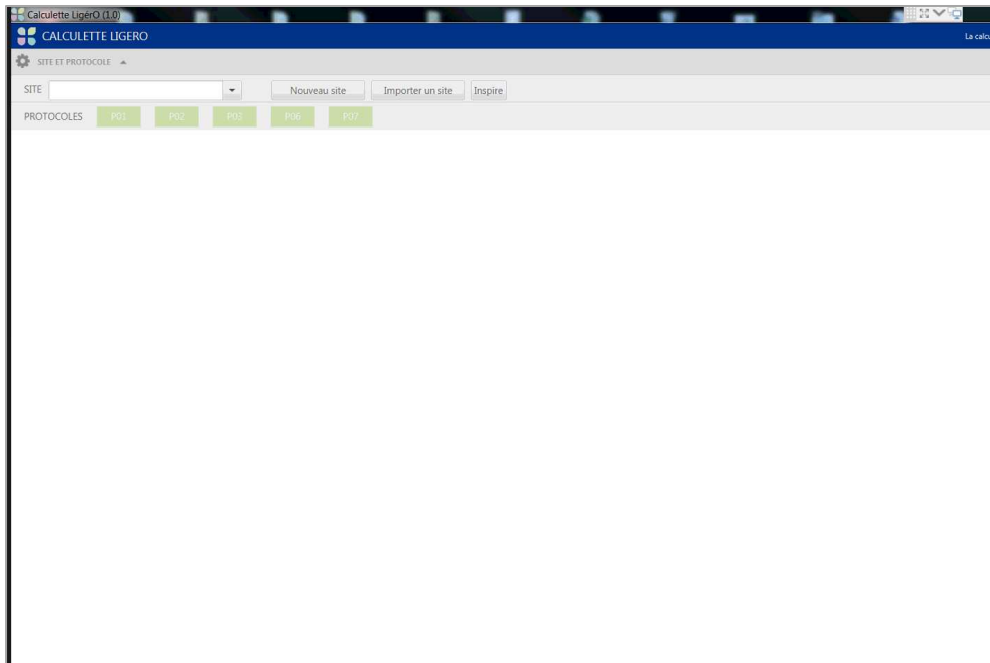 Calculette LigérO (1.0)
CALCULETTE LIGERO
La calcu
SITE ET PROTOCOLE
SITE
Nouveau site
Importer un site
Inspire
PROTOCOLES P01 P02 P03 P06 P07